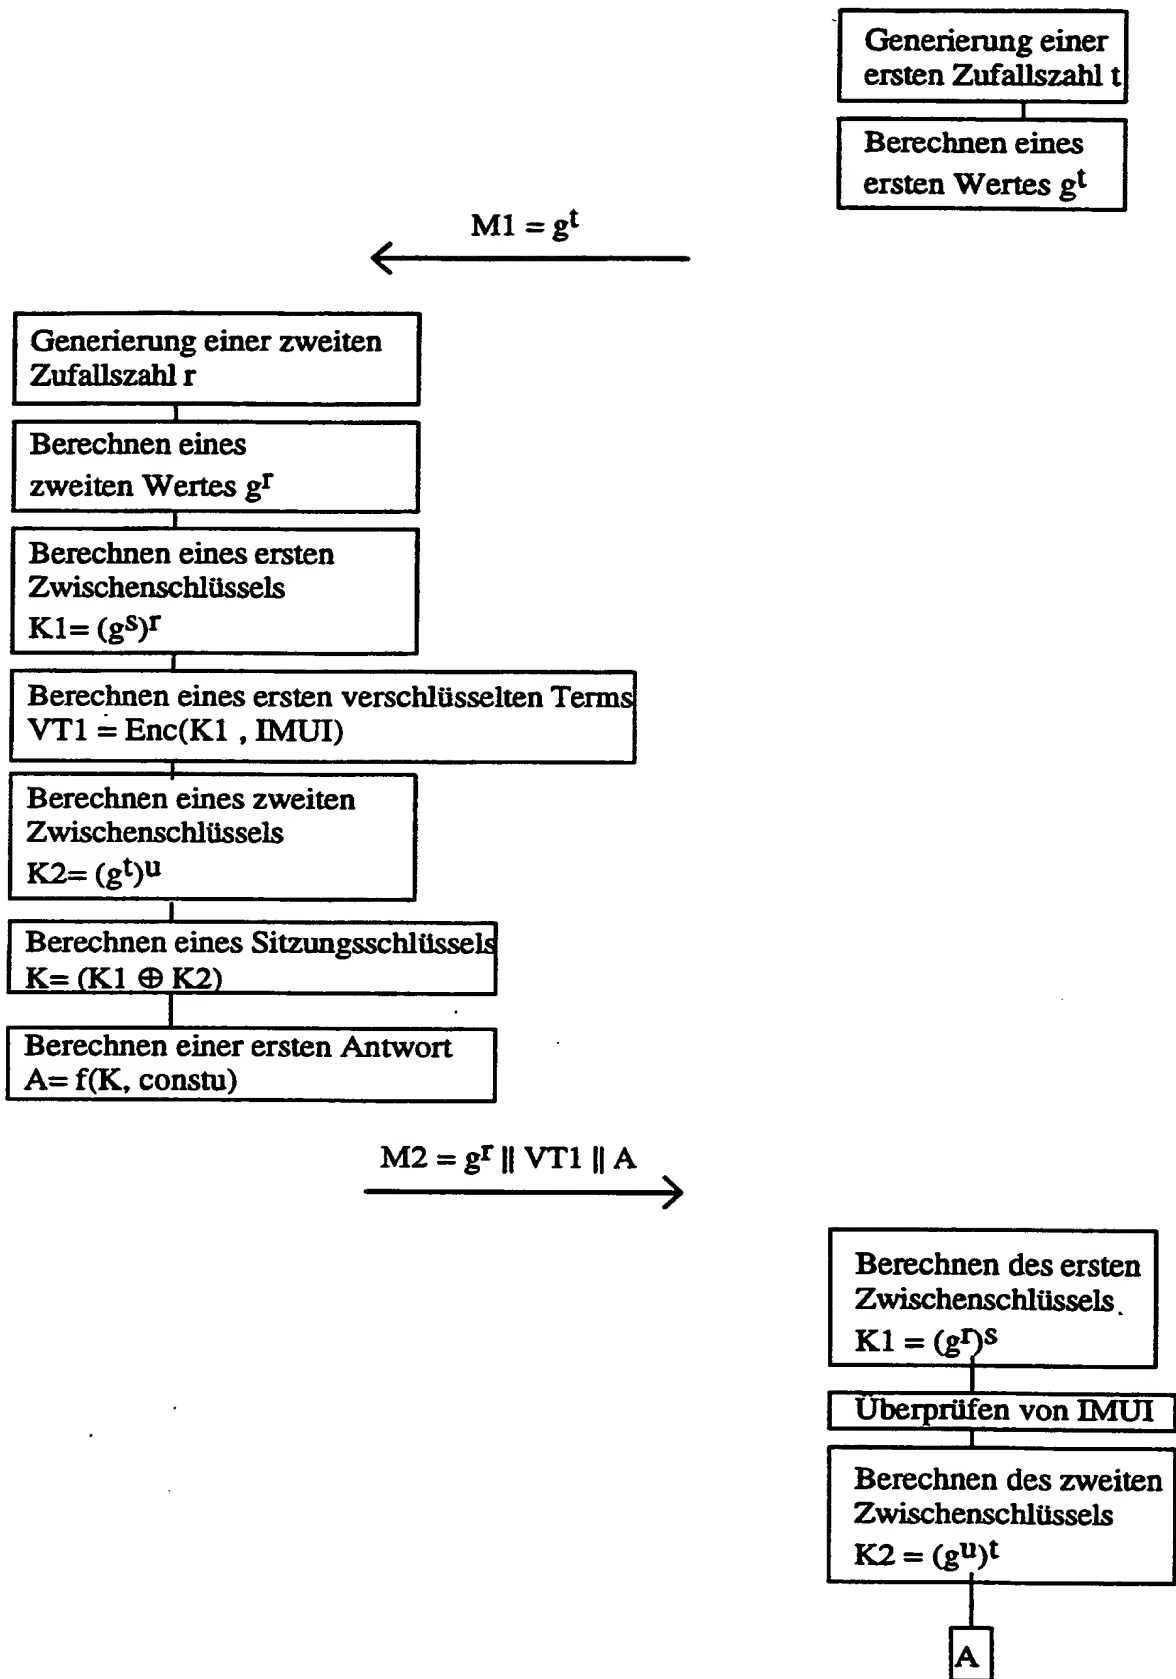 Generierung einer
ersten Zufallszahl t
Berechnen eines
ersten Wertes g^t
M1 = g^t
Generierung einer zweiten
Zufallszahl r
Berechnen eines
zweiten Wertes g^r
Berechnen eines ersten
Zwischenschlüssels
K1= (g^s)^r
Berechnen eines ersten verschlüsselten Terms
VT1 = Enc(K1 , IMUI)
Berechnen eines zweiten
Zwischenschlüssels
K2= (g^t)^u
Berechnen eines Sitzungsschlüssels
K= (K1 ⊕ K2)
Berechnen einer ersten Antwort
A= f(K, constu)
M2 = g^r || VT1 || A
Berechnen des ersten
Zwischenschlüssels
K1 = (g^r)^s
Überprüfen von IMUI
Berechnen des zweiten
Zwischenschlüssels
K2 = (g^u)^t
A